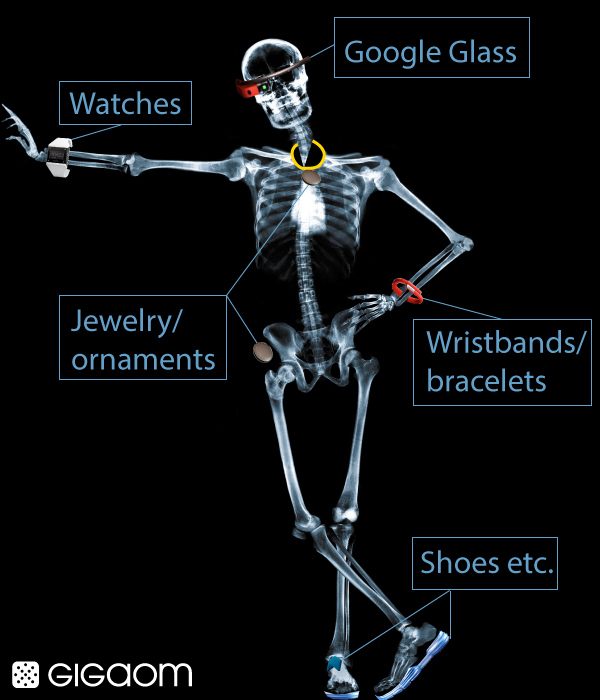 Google Glass
Watches
Jewelry/
ornaments
Wristbands/
bracelets
Shoes etc.
GIGAOM